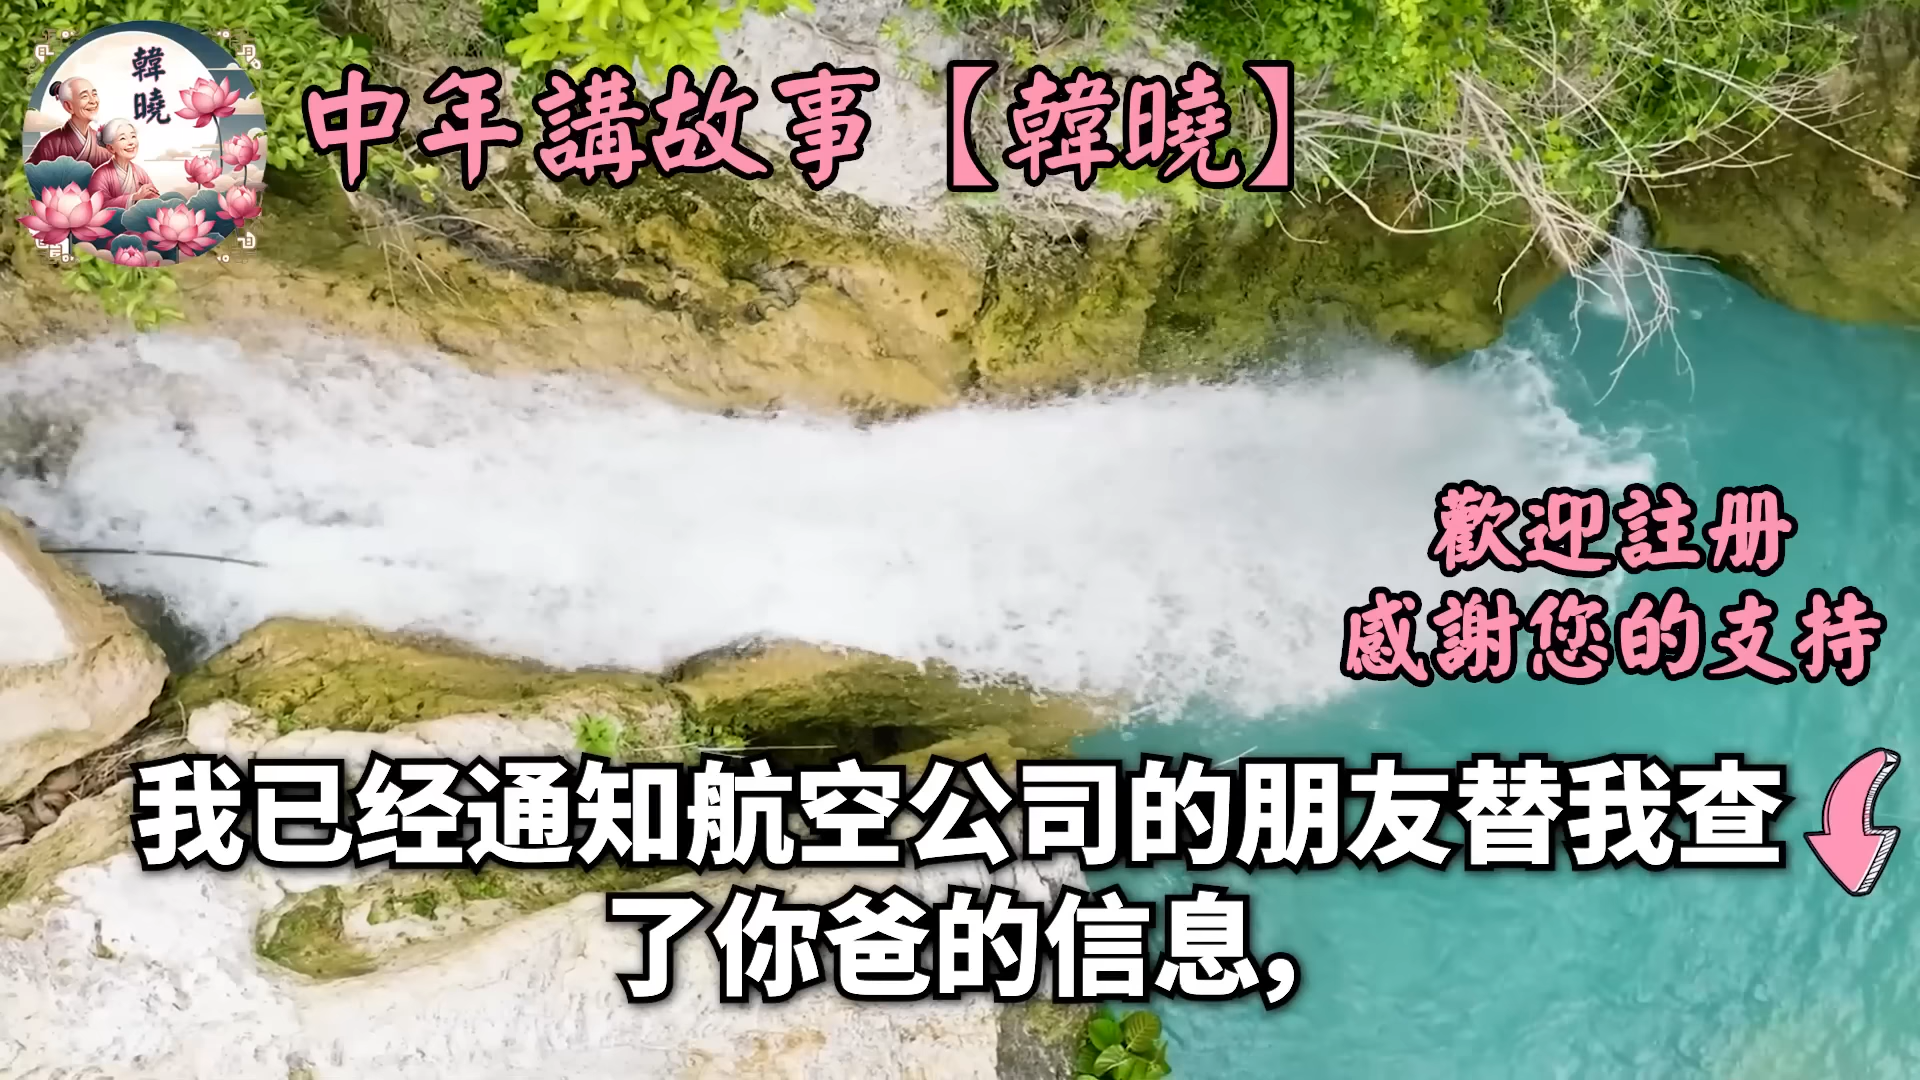 韓
曉
中年講故事【韓曉】
歡迎註册
感謝您的支持
我已经通知航空公司的朋友替我查
了你爸的信息,